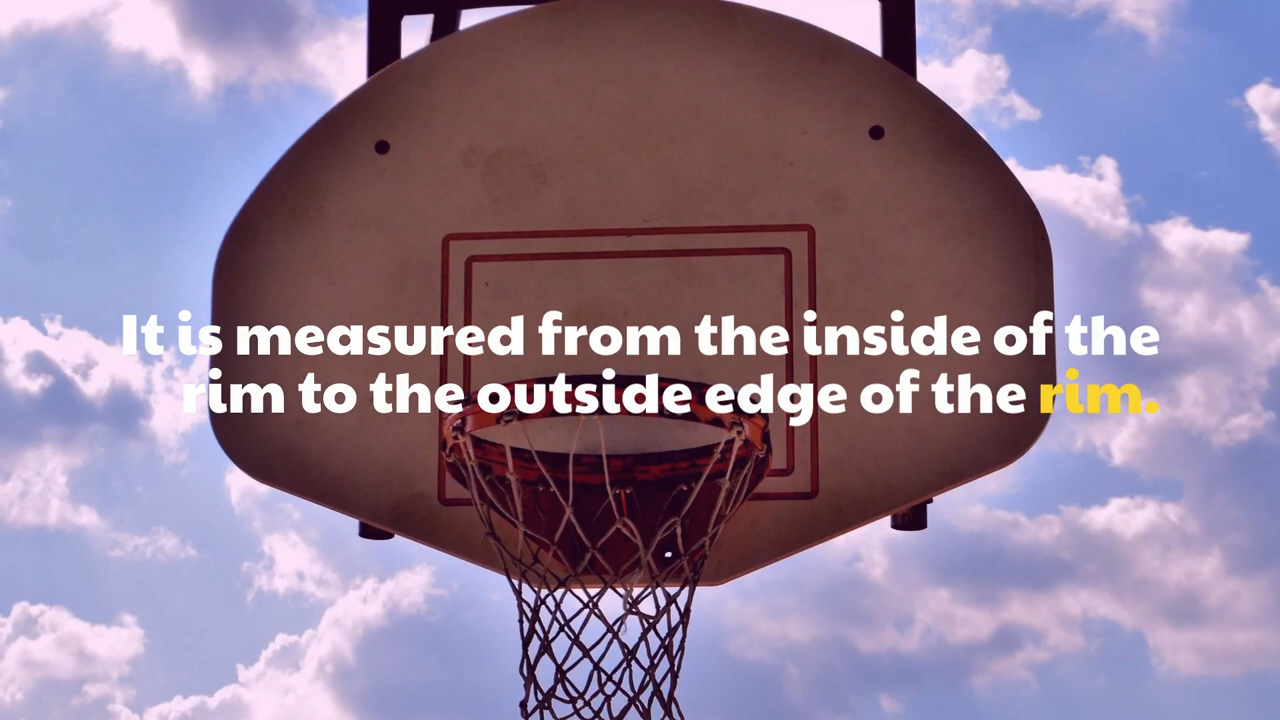 It is measured from the inside of the
rim to the outside edge of the rim.